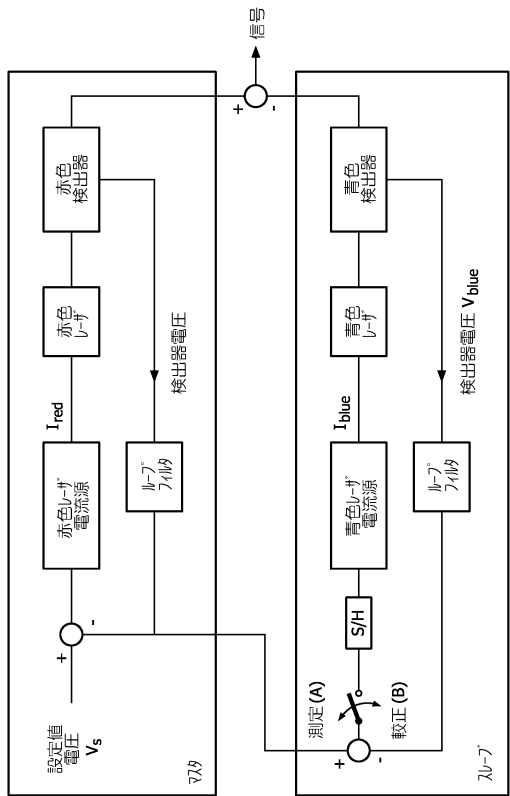 設定値
電圧
Vs
+
-
赤色レーザ
電流源
Ired
赤色
レーザ
赤色
検出器
ループ
フィルタ
検出器電圧
マスタ
+
-
信号
測定(A)
較正(B)
+
-
S/H
青色レーザ
電流源
Iblue
青色
レーザ
青色
検出器
ループ
フィルタ
検出器電圧 Vblue
スレーブ